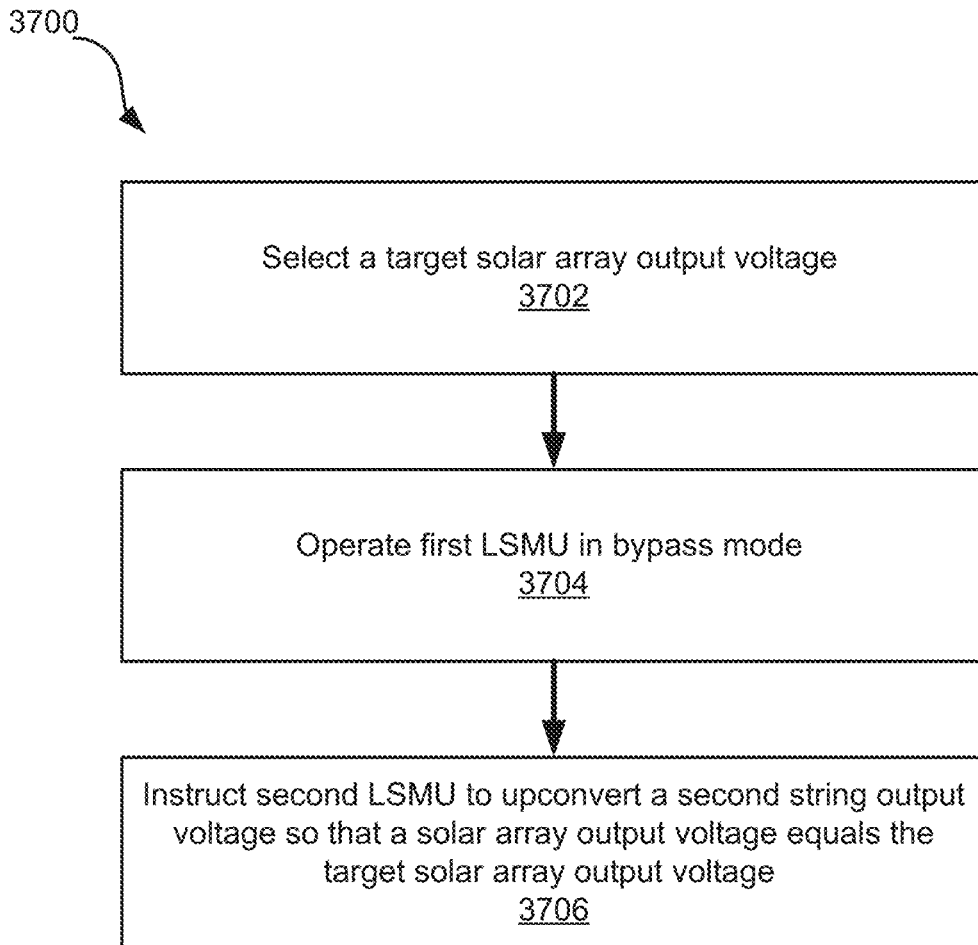 3700
Select a target solar array output voltage
3702
Operate first LSMU in bypass mode
3704
Instruct second LSMU to upconvert a second string output
voltage so that a solar array output voltage equals the
target solar array output voltage
3706